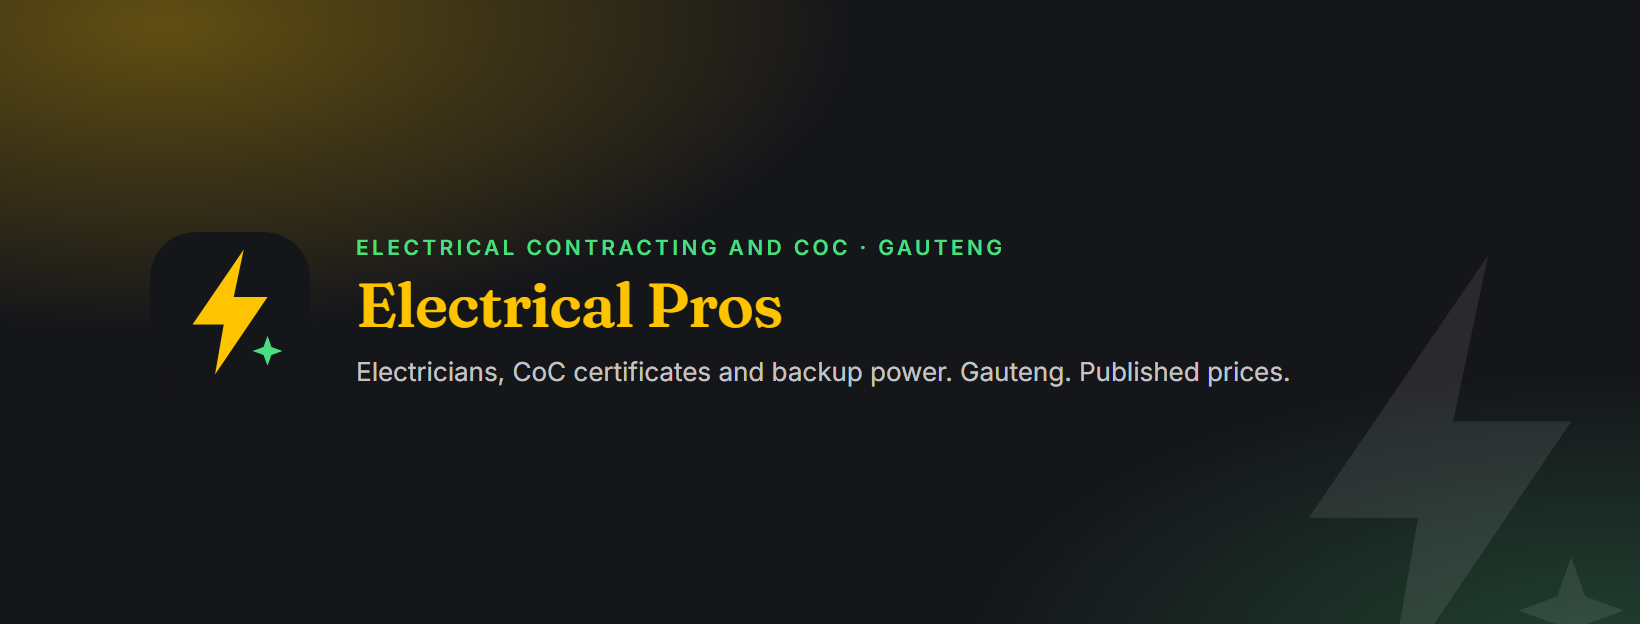 ELECTRICAL CONTRACTING AND COC · GAUTENG
Electrical Pros
Electricians, CoC certificates and backup power. Gauteng. Published prices.